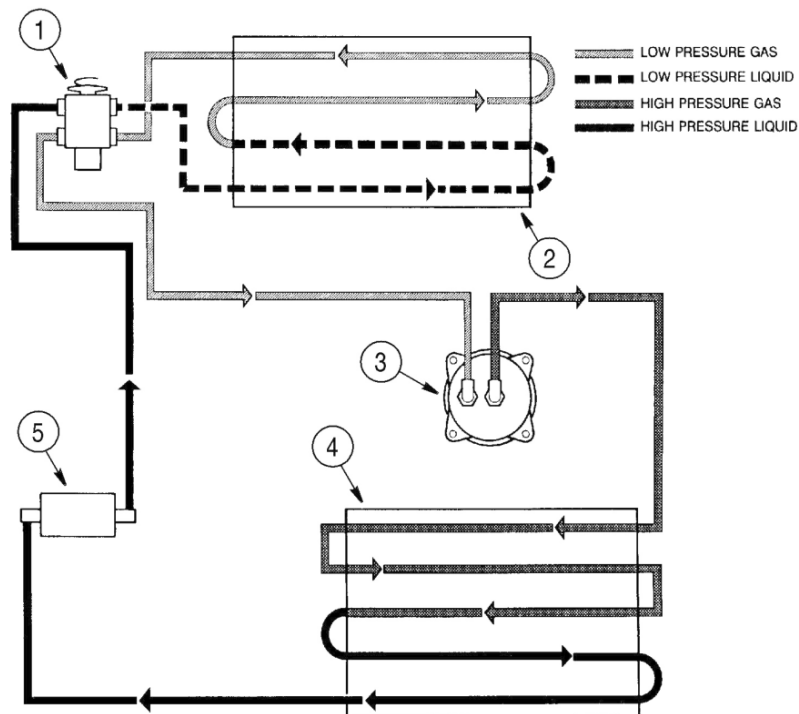 1
LOW PRESSURE GAS
LOW PRESSURE LIQUID
HIGH PRESSURE GAS
HIGH PRESSURE LIQUID
2
3
4
5